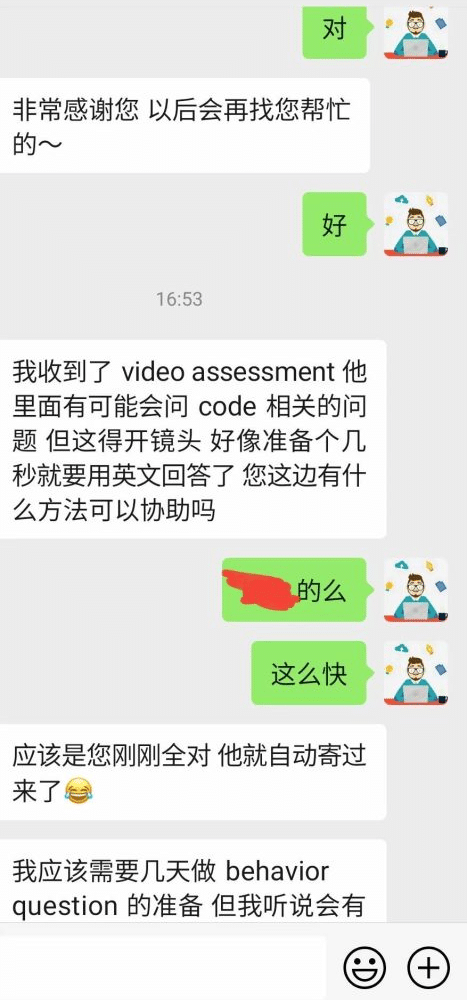 对
非常感谢您 以后会再找您帮忙
的～
好
16:53
我收到了 video assessment 他
里面有可能会问 code 相关的问
题 但这得开镜头 好像准备个几
秒就要用英文回答了 您这边有什
么方法可以协助吗
的么
这么快
应该是您刚刚全对 他就自动寄过
来了😂
我应该需要几天做 behavior
question 的准备 但我听说会有